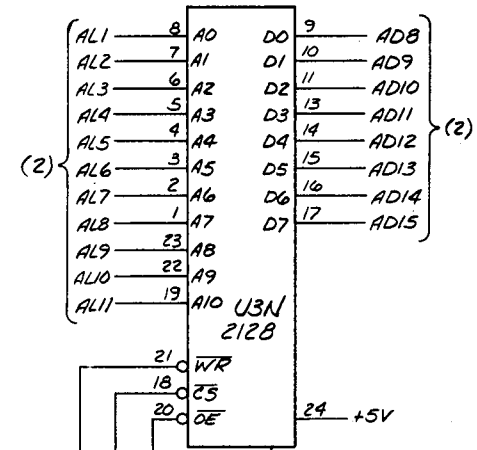 AL1 8 A0 D0 9 AD8
AL2 7 A1 D1 10 AD9
AL3 6 A2 D2 11 AD10
AL4 5 A3 D3 13 AD11
AL5 4 A4 D4 14 AD12
(2) AL6 3 A5 D5 15 AD13 (2)
AL7 2 A6 D6 16 AD14
AL8 1 A7 D7 17 AD15
AL9 23 A8
AL10 22 A9
AL11 19 A10
U3N
2128
21 WR
18 CS
20 OE 24 +5V